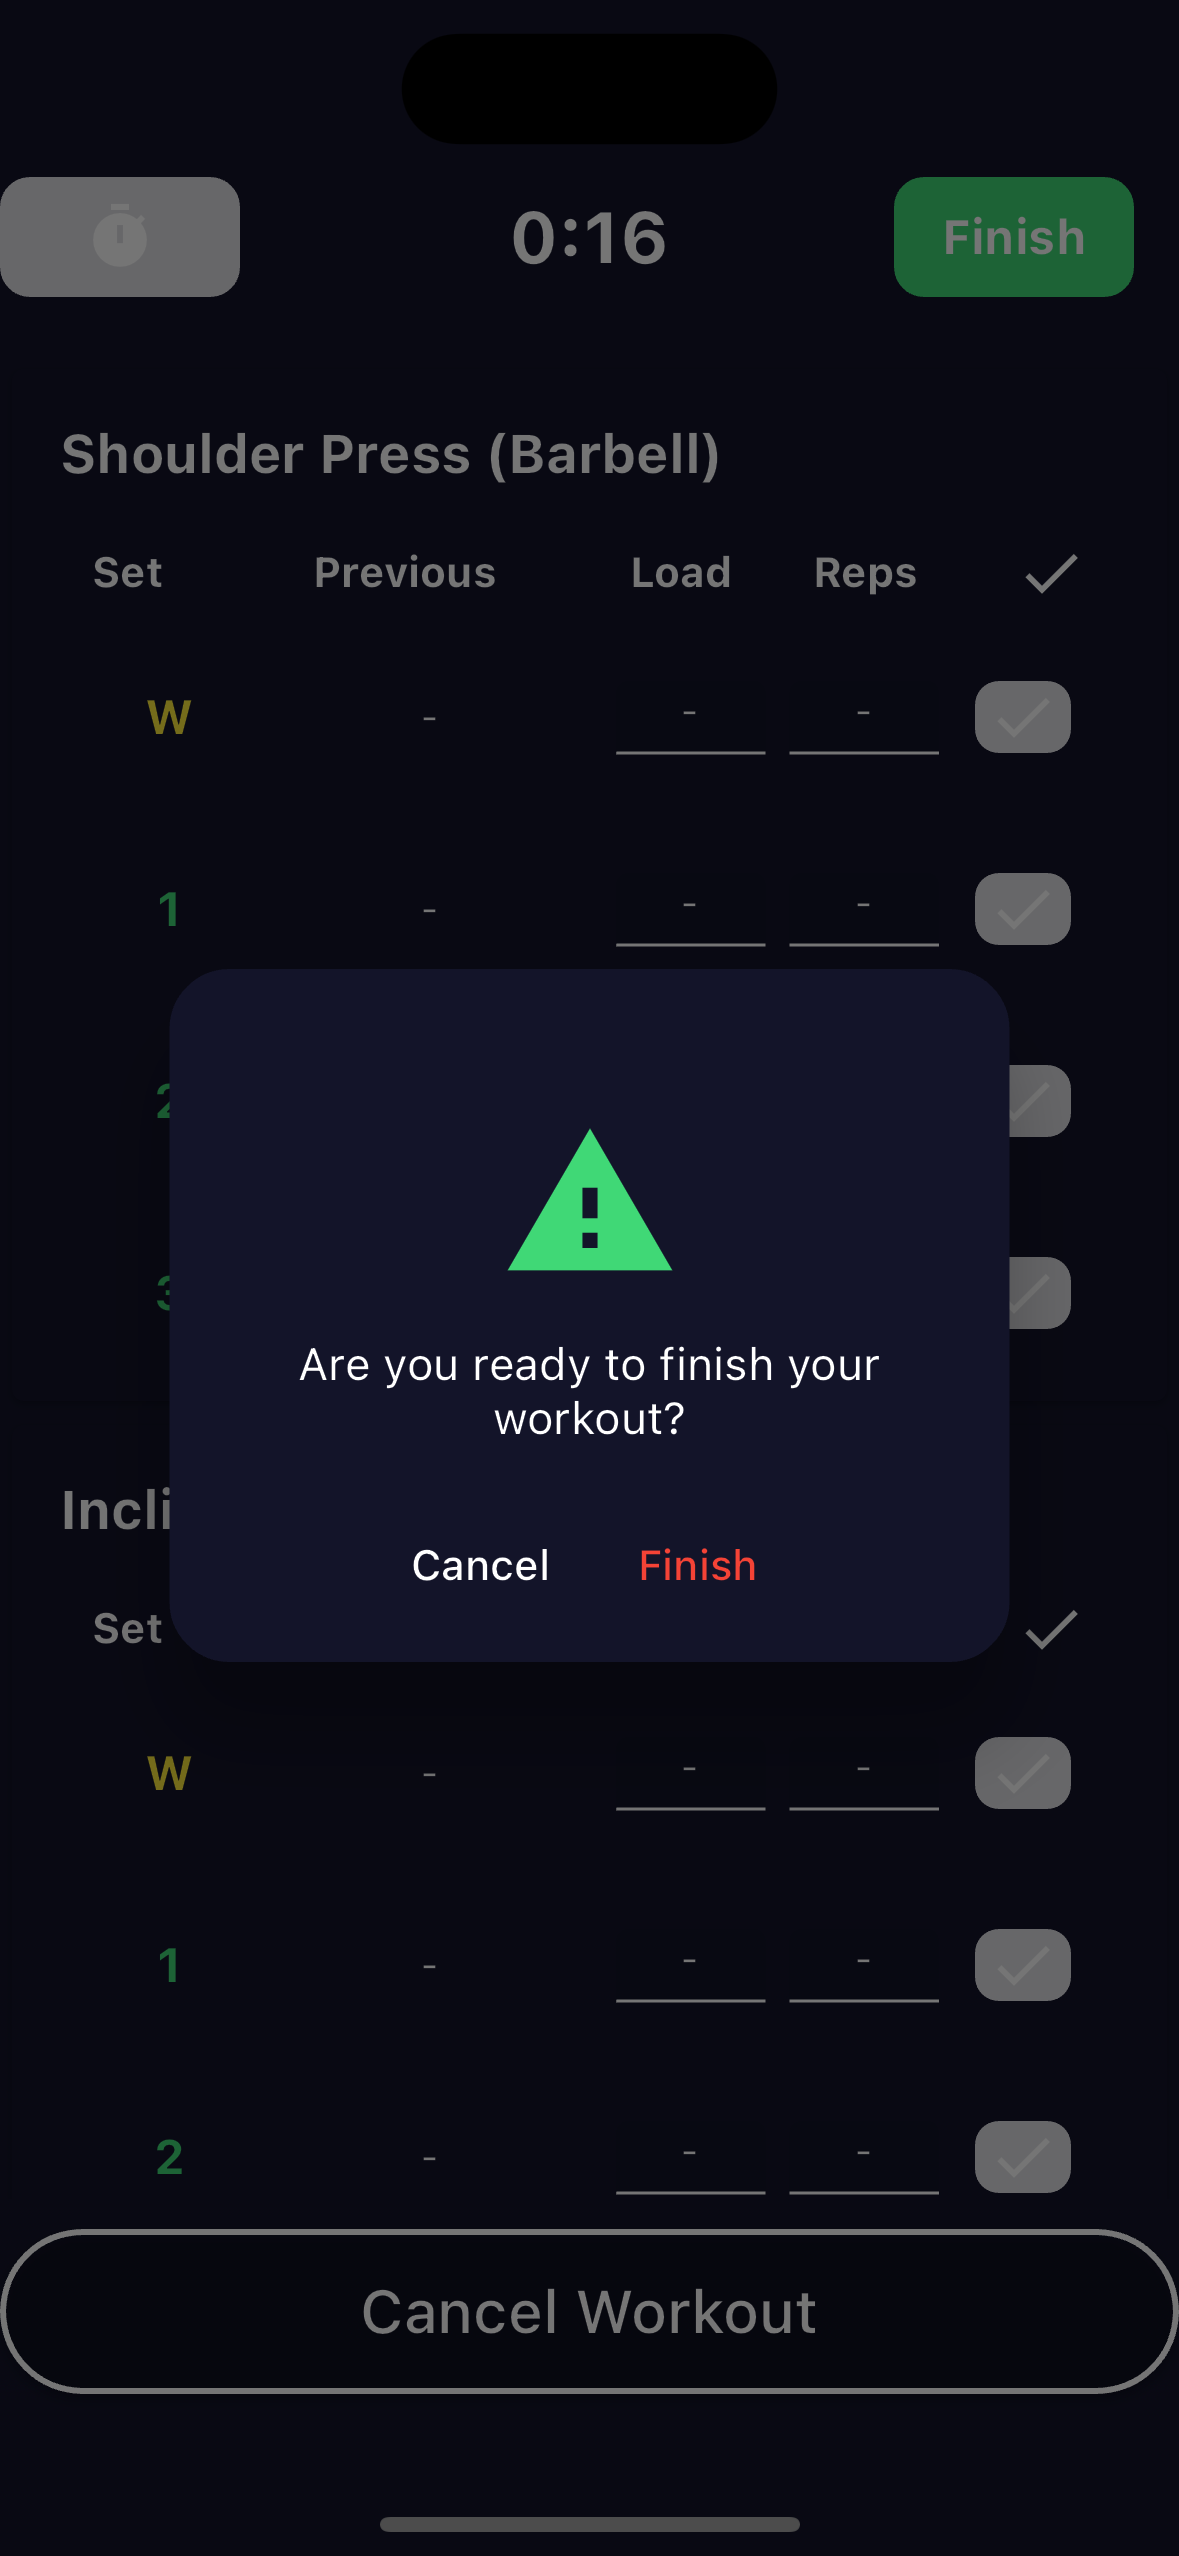 0:16
Finish
Shoulder Press (Barbell)
Set Previous Load Reps
W - - -
1 - - -
2
3
Are you ready to finish your
workout?
Cancel Finish
Set
W - - -
1 - - -
2 - - -
Cancel Workout